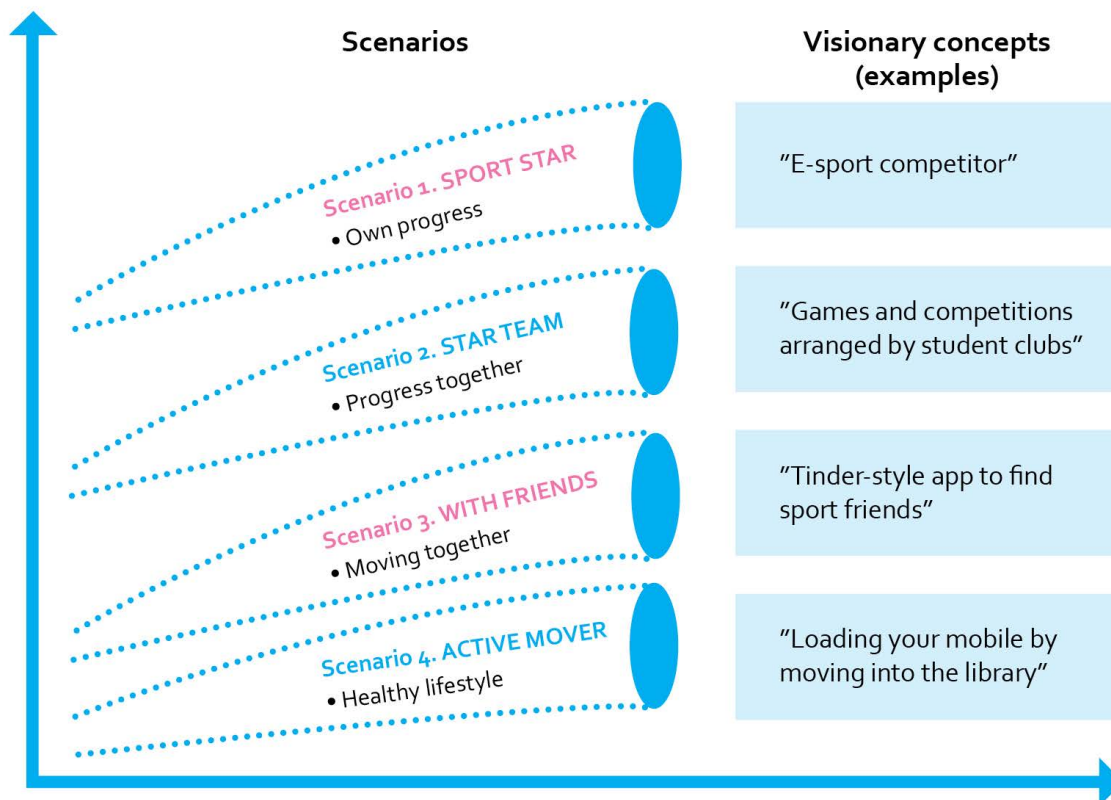 Scenarios
Visionary concepts
(examples)
Scenario 1. SPORT STAR
• Own progress
”E-sport competitor”
Scenario 2. STAR TEAM
• Progress together
”Games and competitions
arranged by student clubs”
Scenario 3. WITH FRIENDS
• Moving together
”Tinder-style app to find
sport friends”
Scenario 4. ACTIVE MOVER
• Healthy lifestyle
”Loading your mobile by
moving into the library”